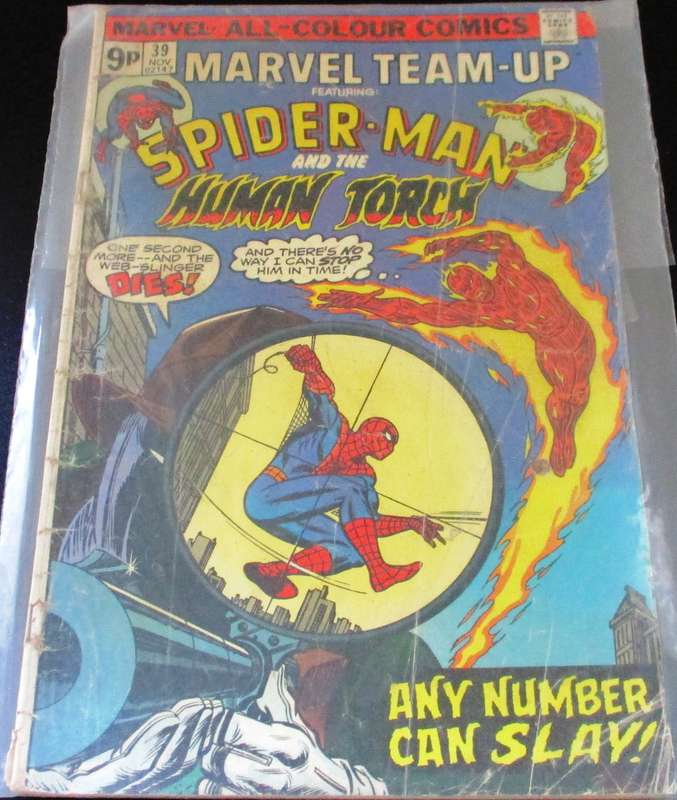 MARVEL ALL-COLOUR COMICS
9p
39
NOV
02147
MARVEL TEAM-UP
FEATURING:
SPIDER-MAN
AND THE
HUMAN TORCH
ONE SECOND
MORE--AND THE
WEB-SLINGER
DIES!
AND THERE'S NO
WAY I CAN STOP
HIM IN TIME!
ANY NUMBER
CAN SLAY!